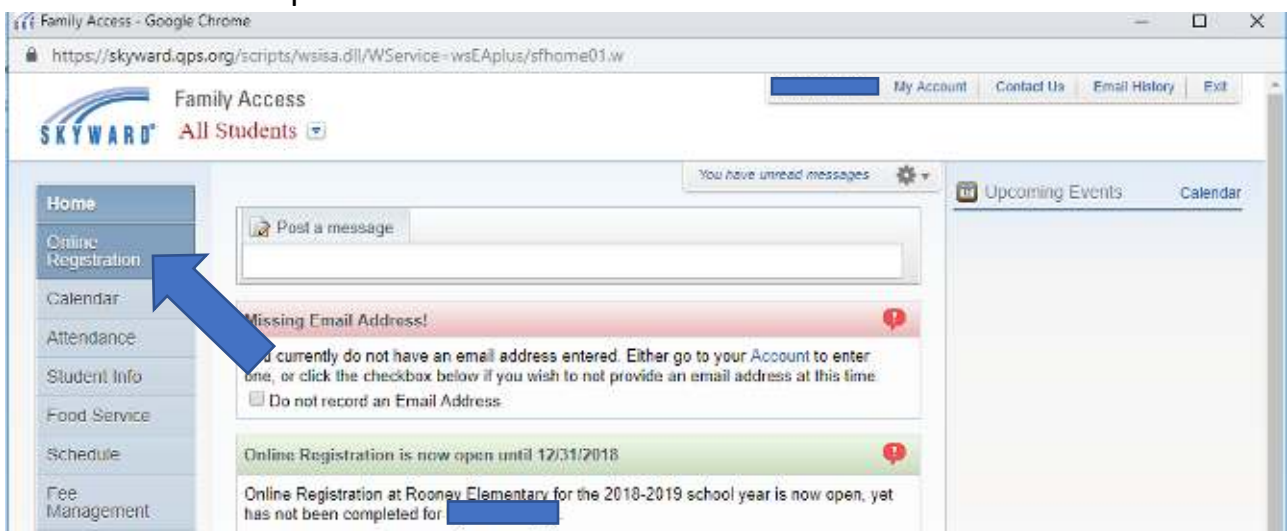 Family Access - Google Chrome
https://skyward.qps.org/scripts/wsisa.dll/WService=wsEAplus/sfhome01.w
My Account Contact Us Email History Exit
SKYWARD®
Family Access
All Students
You have unread messages
Home
Online
Registration
Calendar
Attendance
Student Info
Food Service
Schedule
Fee
Management
Post a message
Missing Email Address!
currently do not have an email address entered. Either go to your Account to enter
one, or click the checkbox below if you wish to not provide an email address at this time
Do not record an Email Address
Online Registration is now open until 12/31/2018
Online Registration at Rooney Elementary for the 2018-2019 school year is now open, yet
has not been completed for
Upcoming Events Calendar